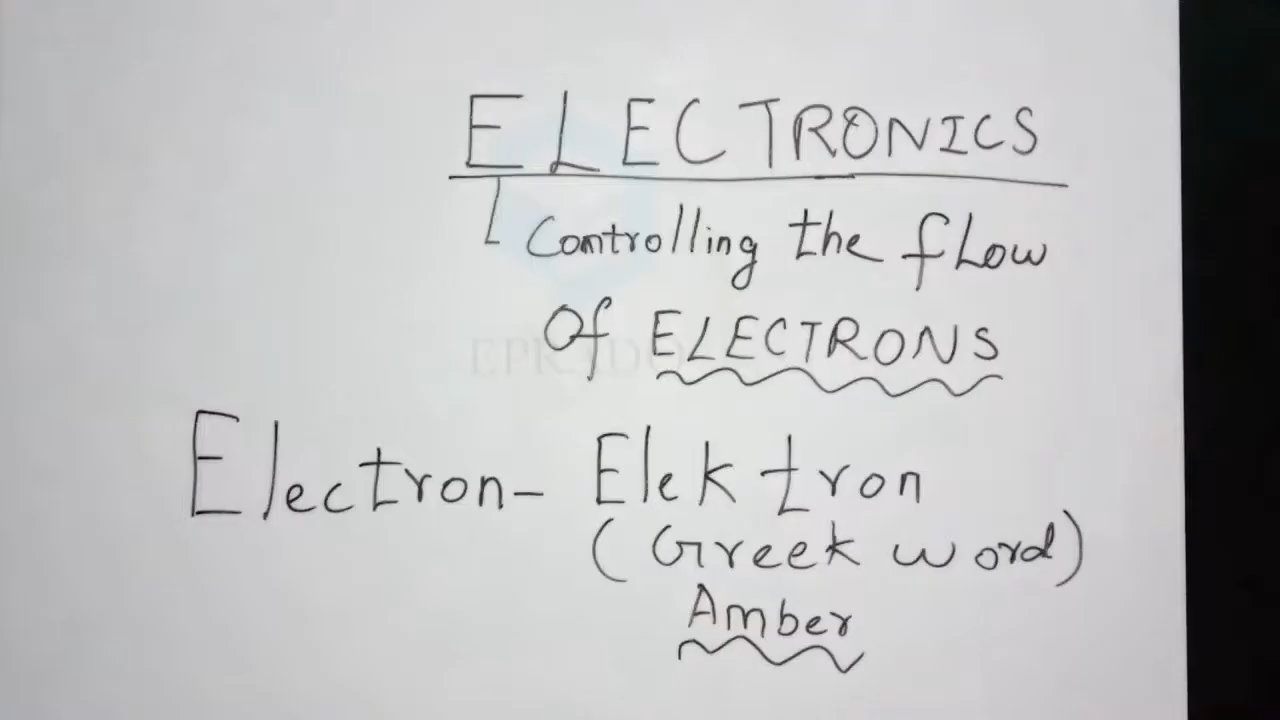 ELECTRONICS
Controlling the flow
Of ELECTRONS
Electron- Elektron
(Greek word)
Amber